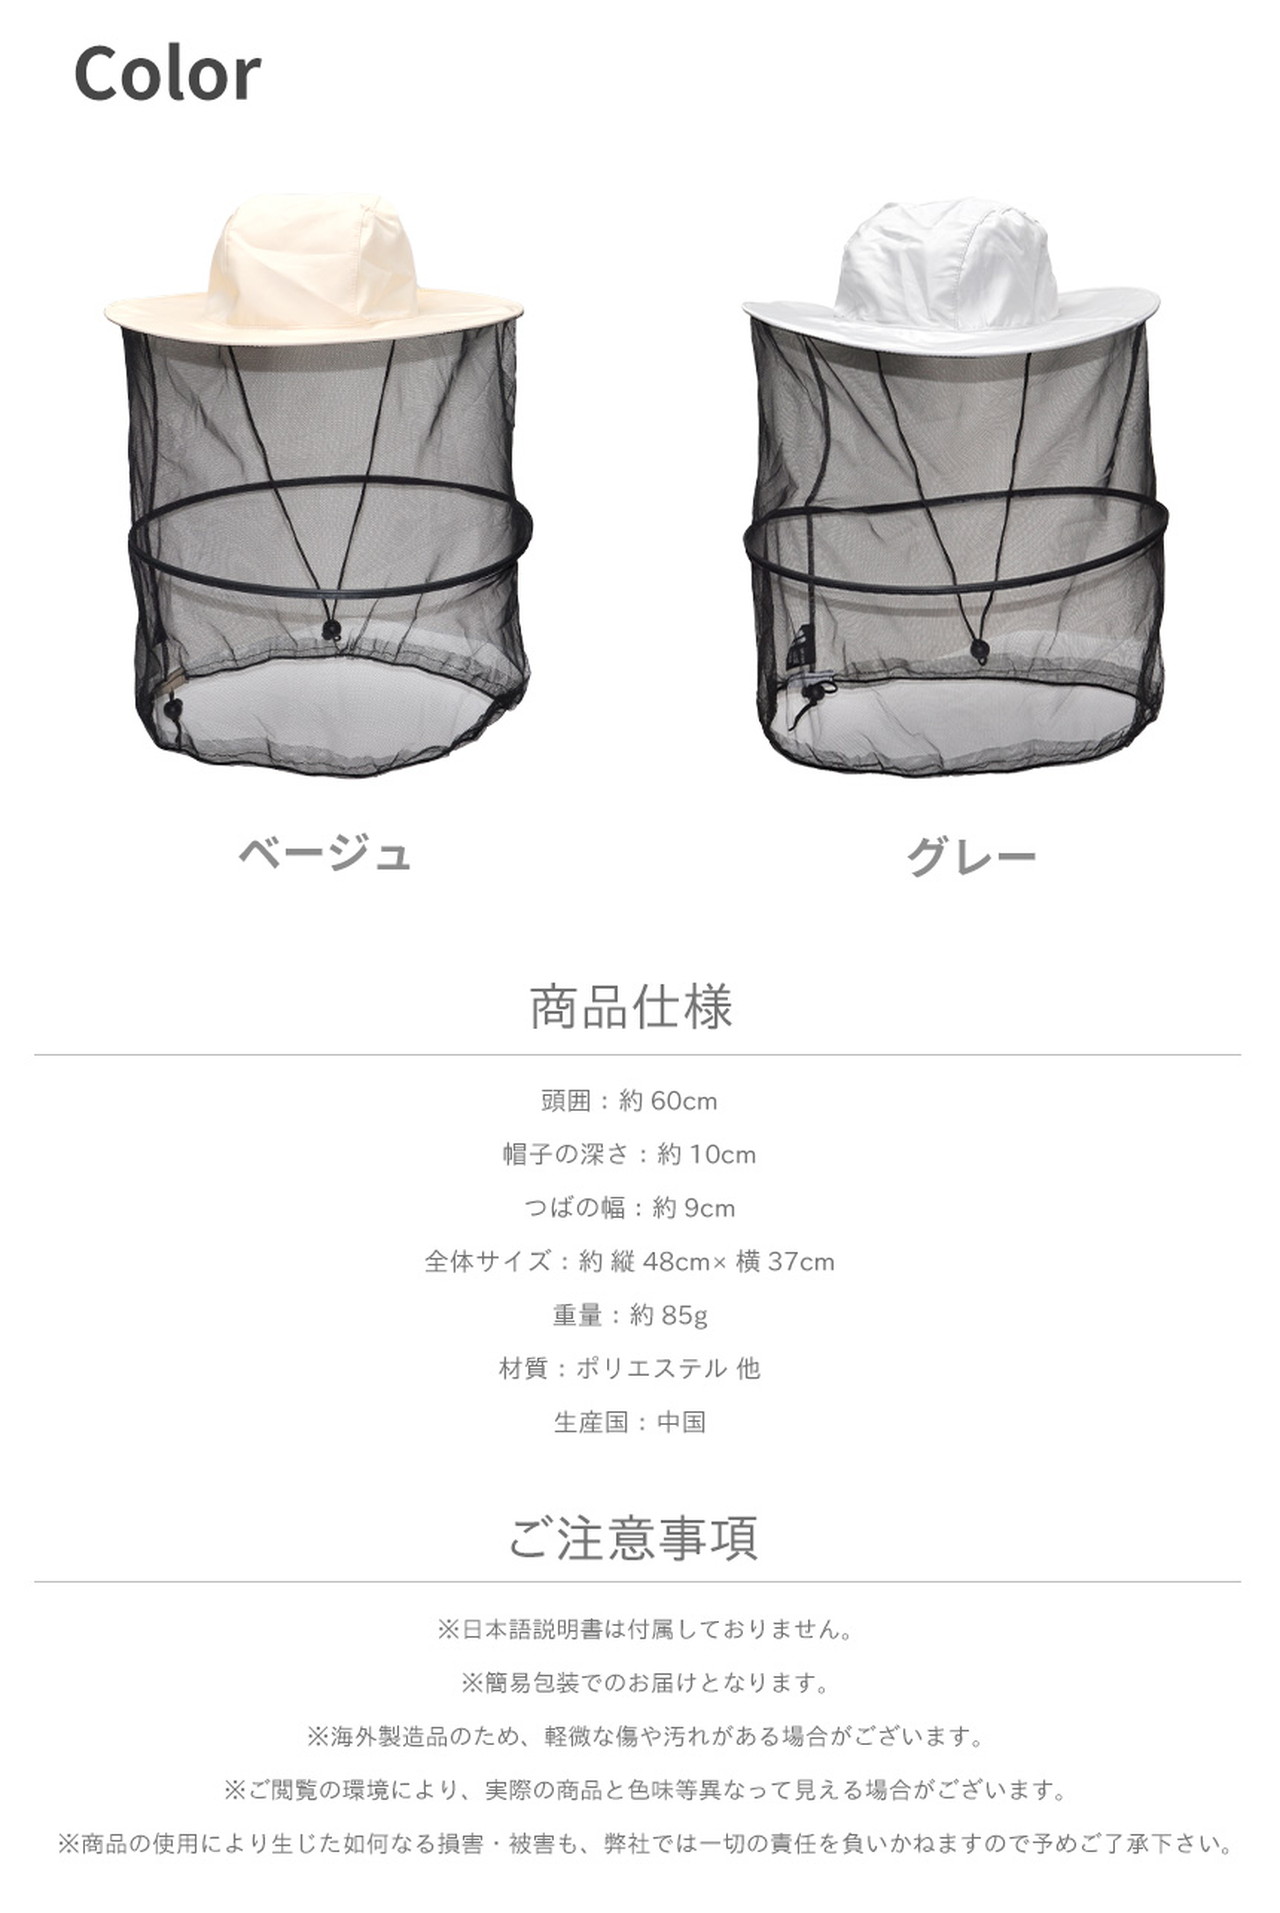 Color
ベージュ
グレー
商品仕様
頭囲：約 60cm
帽子の深さ：約 10cm
つばの幅：約 9cm
全体サイズ：約 縦 48cm× 横 37cm
重量：約 85g
材質：ポリエステル 他
生産国：中国
ご注意事項
※日本語説明書は付属しておりません。
※簡易包装でのお届けとなります。
※海外製造品のため、軽微な傷や汚れがある場合がございます。
※ご閲覧の環境により、実際の商品と色味等異なって見える場合がございます。
※商品の使用により生じた如何なる損害・被害も、弊社では一切の責任を負いかねますので予めご了承下さい。